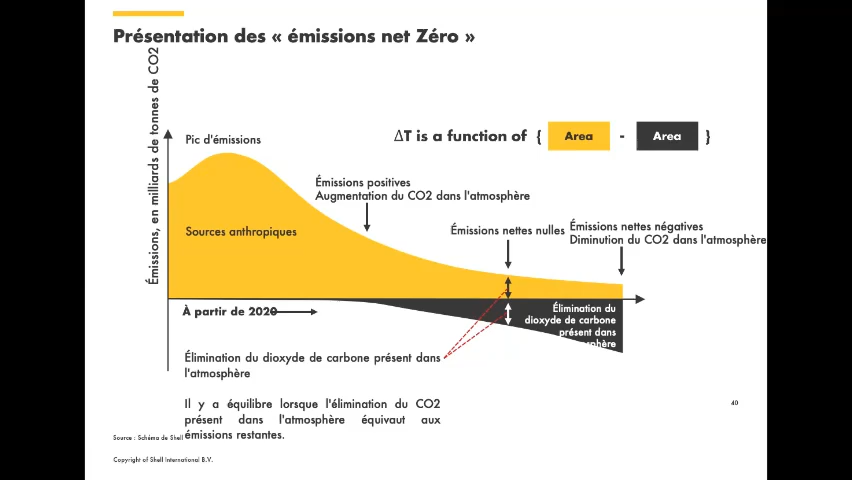 Présentation des « émissions net Zéro »
Émissions, en milliards de tonnes de CO2
Pic d'émissions
ΔT is a function of { Area - Area }
Émissions positives
Augmentation du CO2 dans l'atmosphère
Sources anthropiques
Émissions nettes nulles
Émissions nettes négatives
Diminution du CO2 dans l'atmosphère
À partir de 2020
Élimination du
dioxyde de carbone
présent dans
Élimination du dioxyde de carbone présent dans
l'atmosphère
Il y a équilibre lorsque l'élimination du CO2
présent dans l'atmosphère équivaut aux
émissions restantes.
40
Source : Schéma de Shell
Copyright of Shell International B.V.